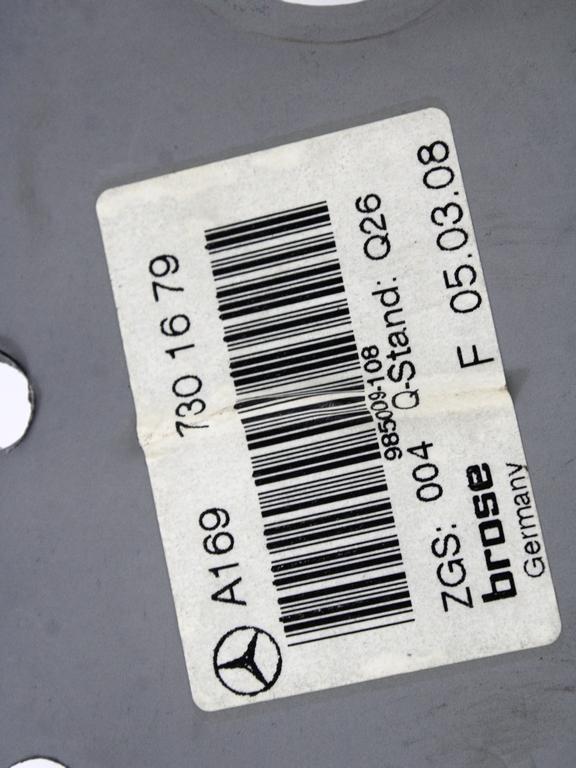 A169 730 16 79
985009-108
ZGS: 004 Q-Stand: Q26
brose F 05.03.08
Germany